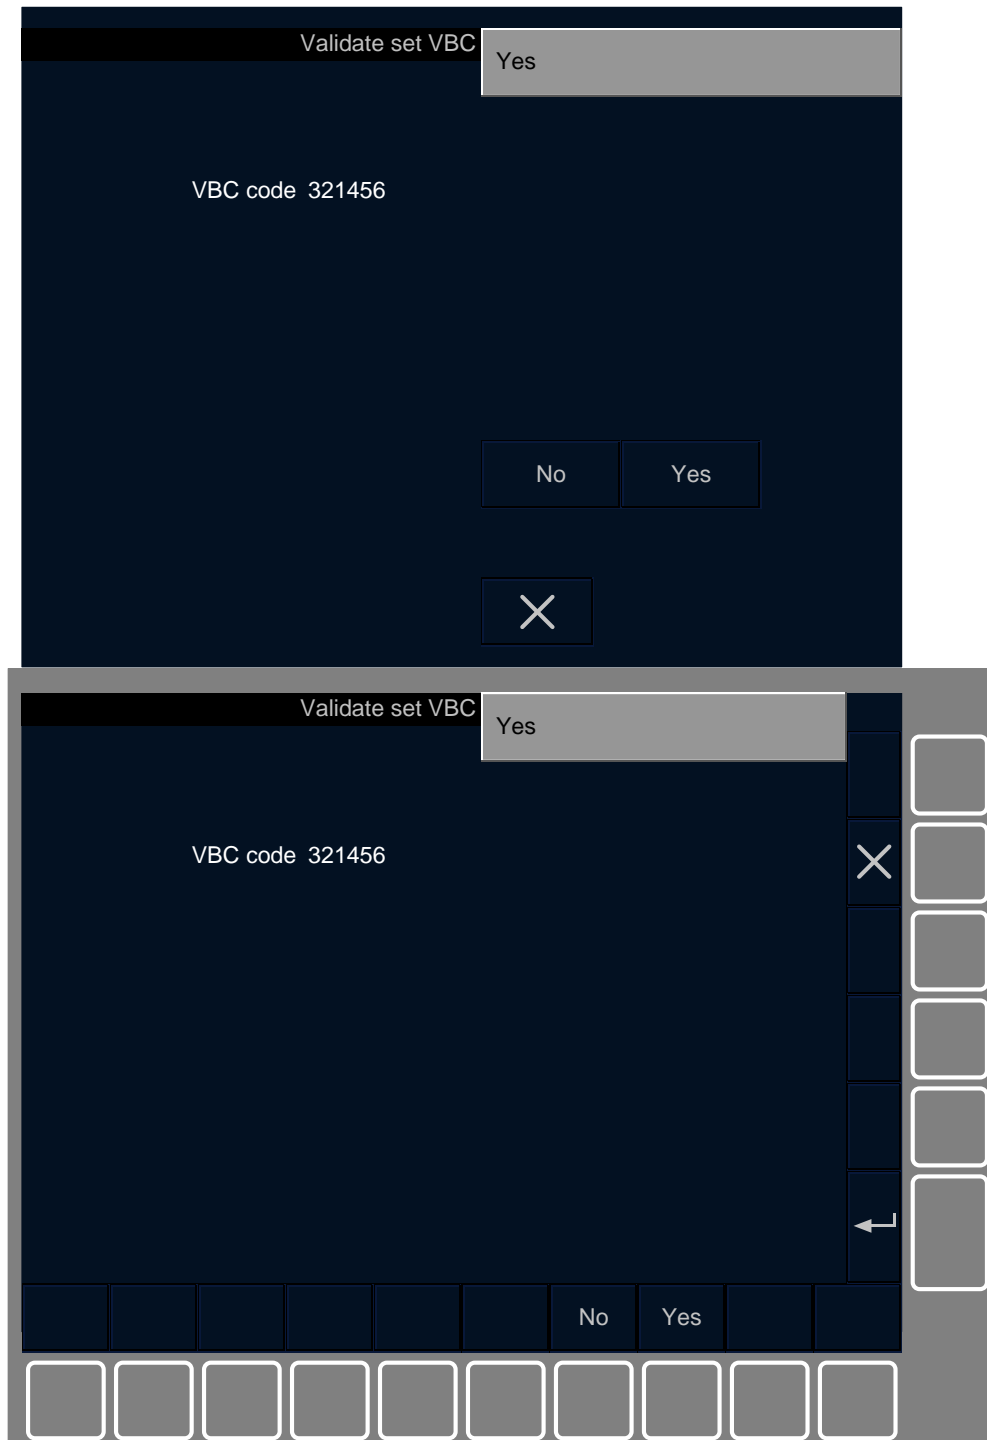 Validate set VBC
Yes
VBC code 321456
No Yes
Validate set VBC
Yes
VBC code 321456
No Yes